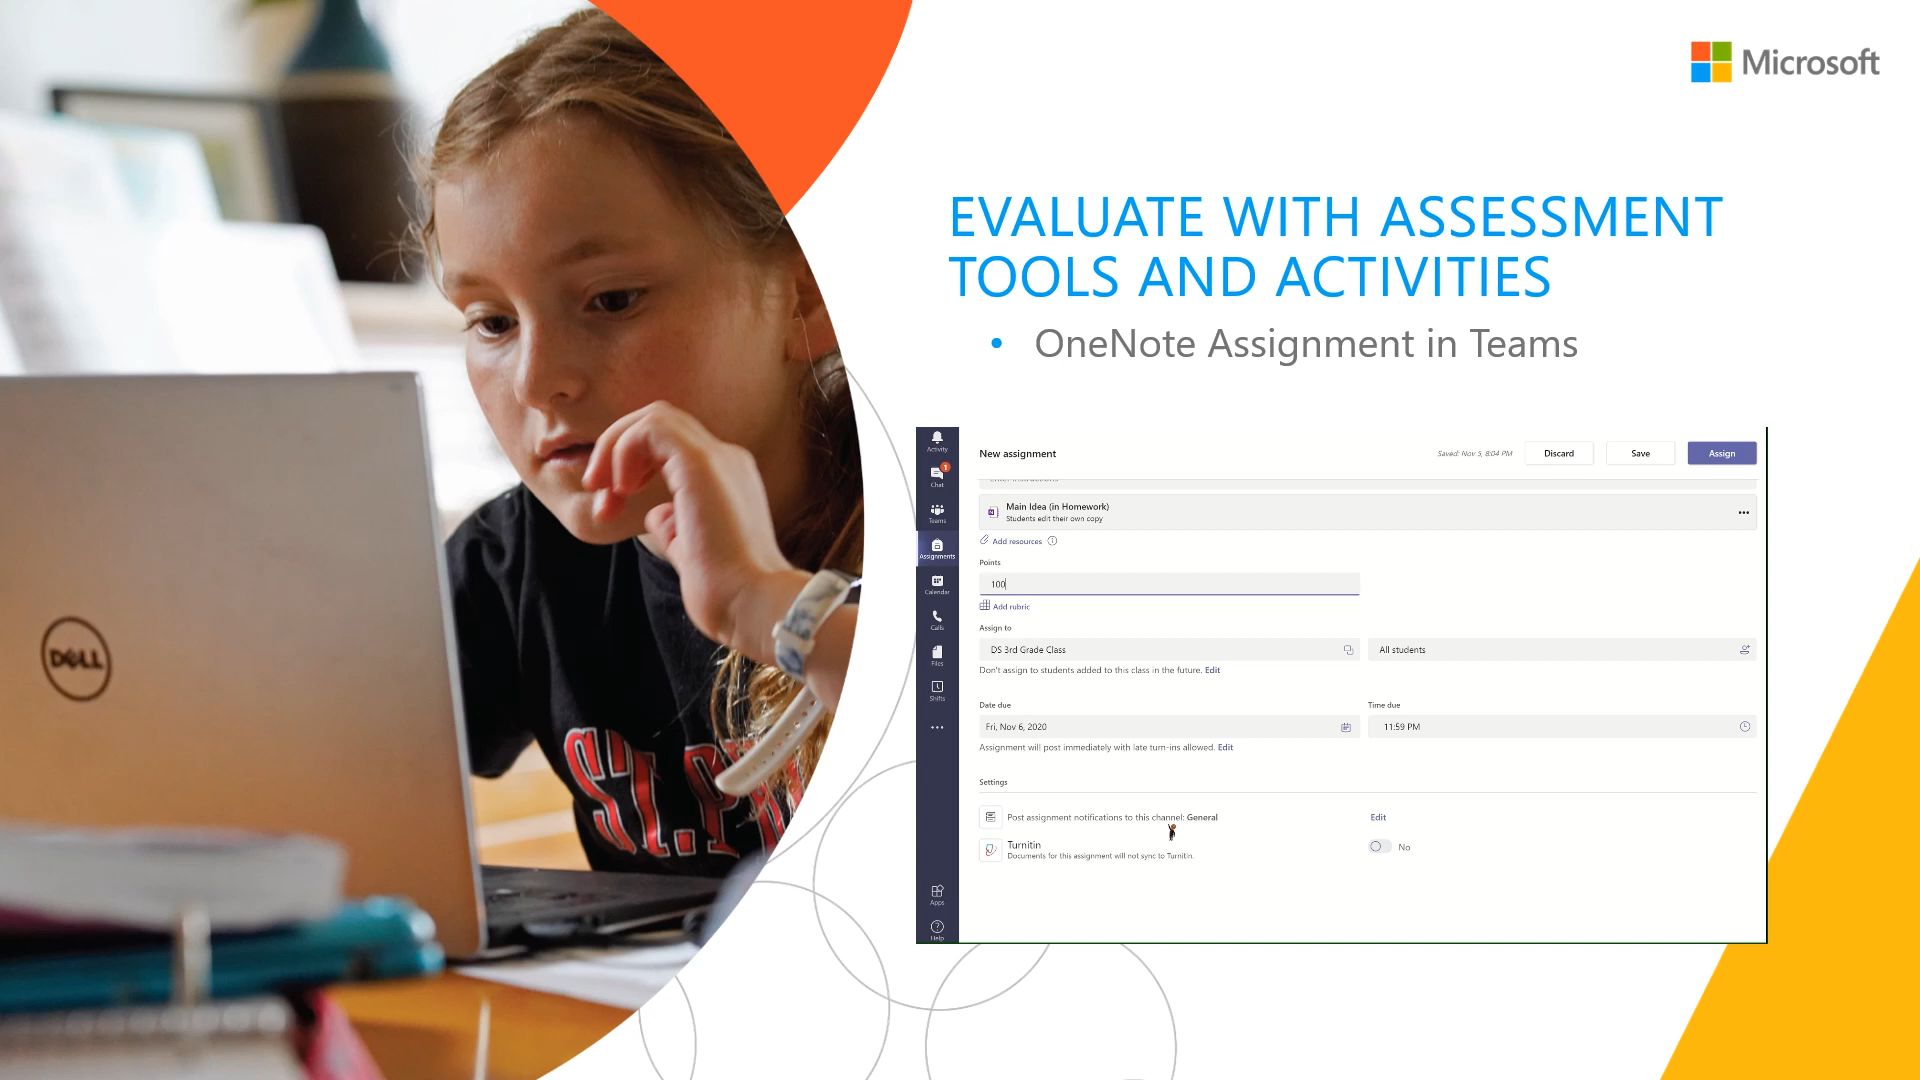 Microsoft
EVALUATE WITH ASSESSMENT
TOOLS AND ACTIVITIES
• OneNote Assignment in Teams
DELL
ST.P
Activity
1
Chat
Teams
Assignments
Calendar
Calls
Files
Shifts
Apps
Help
New assignment
Saved: Nov 5, 8:04 PM
Discard
Save
Assign
Main Idea (in Homework)
Students edit their own copy
Add resources
Points
100
Add rubric
Assign to
DS 3rd Grade Class
All students
Don't assign to students added to this class in the future. Edit
Date due
Time due
Fri, Nov 6, 2020
11:59 PM
Assignment will post immediately with late turn-ins allowed. Edit
Settings
Post assignment notifications to this channel: General
Edit
Turnitin
Documents for this assignment will not sync to Turnitin.
No